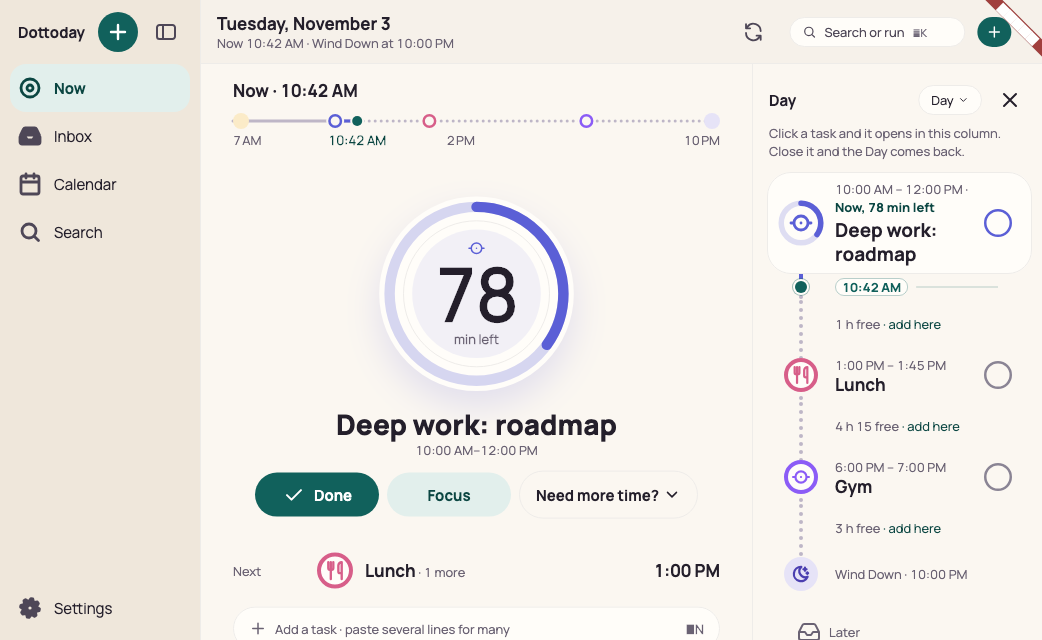 Dottoday
Now
Inbox
Calendar
Search
Settings
Tuesday, November 3
Now 10:42 AM · Wind Down at 10:00 PM
Search or run
K
Now · 10:42 AM
7 AM
10:42 AM
2 PM
10 PM
78
min left
Deep work: roadmap
10:00 AM–12:00 PM
Done
Focus
Need more time?
Next
Lunch · 1 more
1:00 PM
Add a task · paste several lines for many
N
Day
Day
Click a task and it opens in this column.
Close it and the Day comes back.
10:00 AM – 12:00 PM ·
Now, 78 min left
Deep work:
roadmap
10:42 AM
1 h free · add here
1:00 PM – 1:45 PM
Lunch
4 h 15 free · add here
6:00 PM – 7:00 PM
Gym
3 h free · add here
Wind Down · 10:00 PM
Later